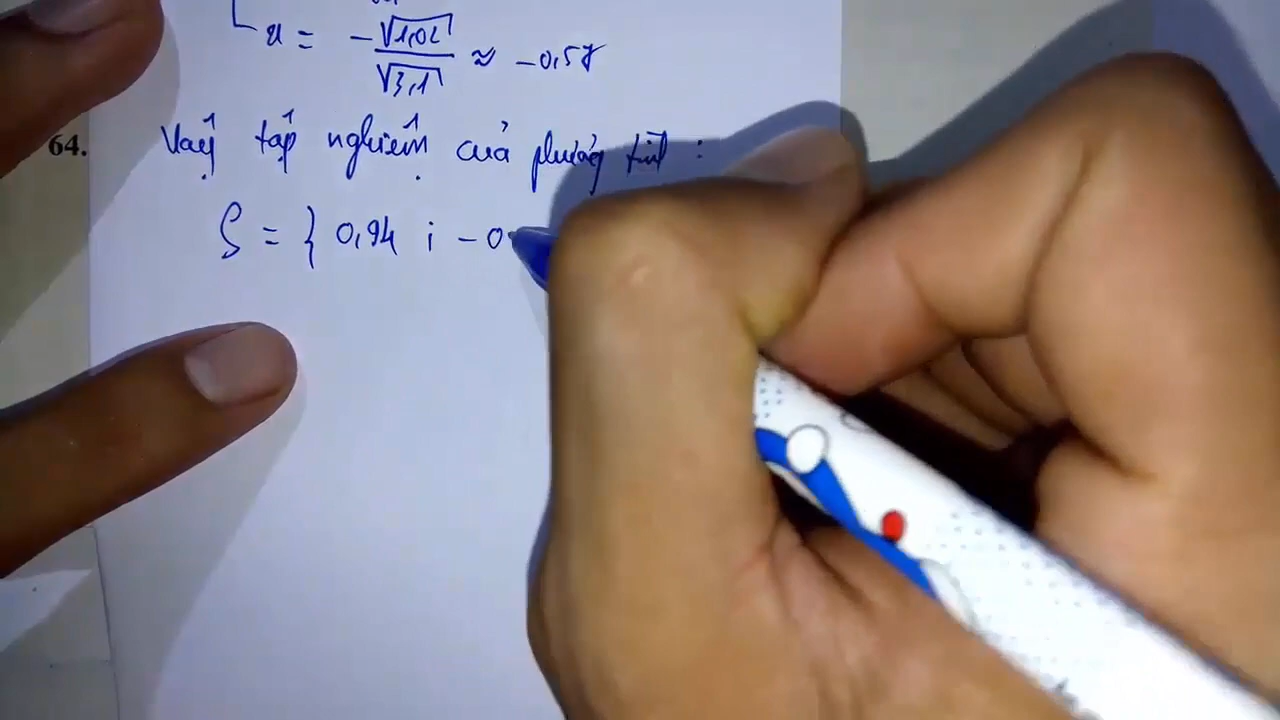 u = -√1,02 / √3,1 ≈ -0,57
64. Vậy tập nghiệm của phương trình :
S = { 0,94 ; -0